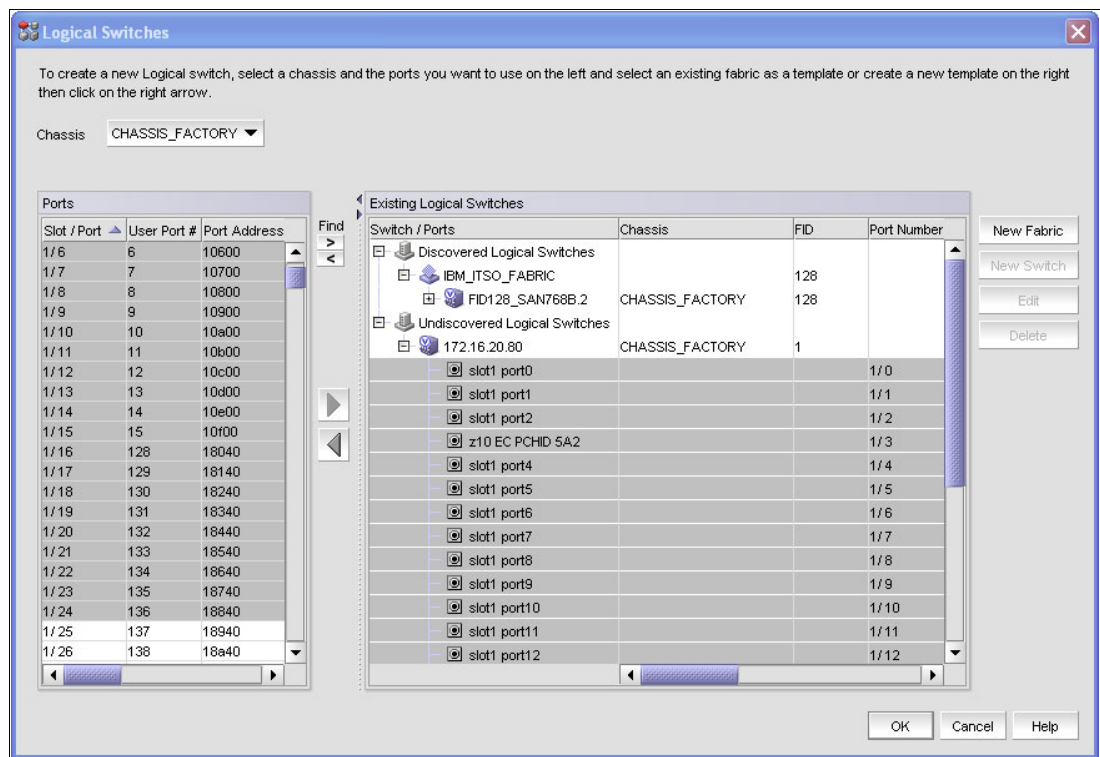 Logical Switches
To create a new Logical switch, select a chassis and the ports you want to use on the left and select an existing fabric as a template or create a new template on the right
then click on the right arrow.
Chassis CHASSIS_FACTORY
Ports
Slot / Port User Port # Port Address
1/ 6 6 10600
1/ 7 7 10700
1/ 8 8 10800
1/ 9 9 10900
1/ 10 10 10a00
1/ 11 11 10b00
1/ 12 12 10c00
1/ 13 13 10d00
1/ 14 14 10e00
1/ 15 15 10f00
1/ 16 128 18040
1/ 17 129 18140
1/ 18 130 18240
1/ 19 131 18340
1/ 20 132 18440
1/ 21 133 18540
1/ 22 134 18640
1/ 23 135 18740
1/ 24 136 18840
1/ 25 137 18940
1/ 26 138 18a40
Find
>
<
Existing Logical Switches
Switch / Ports Chassis FID Port Number
Discovered Logical Switches
IBM_ITSO_FABRIC 128
FID128_SAN768B.2 CHASSIS_FACTORY 128
Undiscovered Logical Switches
172.16.20.80 CHASSIS_FACTORY 1
slot1 port0 1/ 0
slot1 port1 1/ 1
slot1 port2 1/ 2
z10 EC PCHID 5A2 1/ 3
slot1 port4 1/ 4
slot1 port5 1/ 5
slot1 port6 1/ 6
slot1 port7 1/ 7
slot1 port8 1/ 8
slot1 port9 1/ 9
slot1 port10 1/ 10
slot1 port11 1/ 11
slot1 port12 1/ 12
New Fabric
New Switch
Edit
Delete
OK Cancel Help